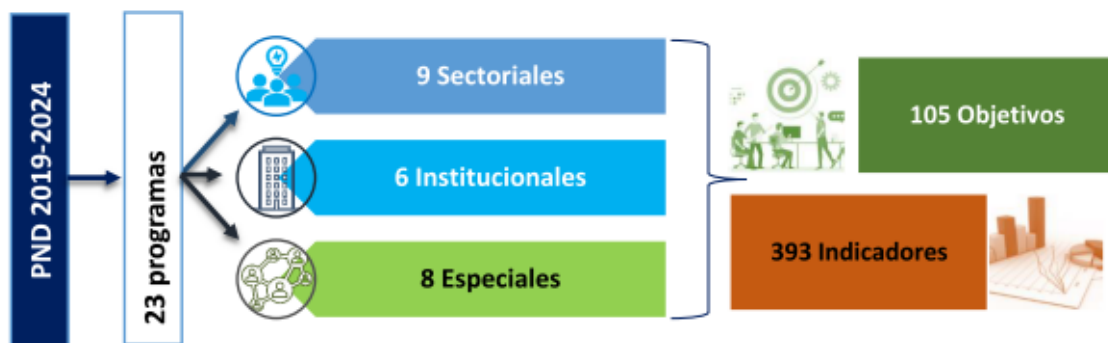 PND 2019-2024
23 programas
9 Sectoriales
6 Institucionales
8 Especiales
105 Objetivos
393 Indicadores